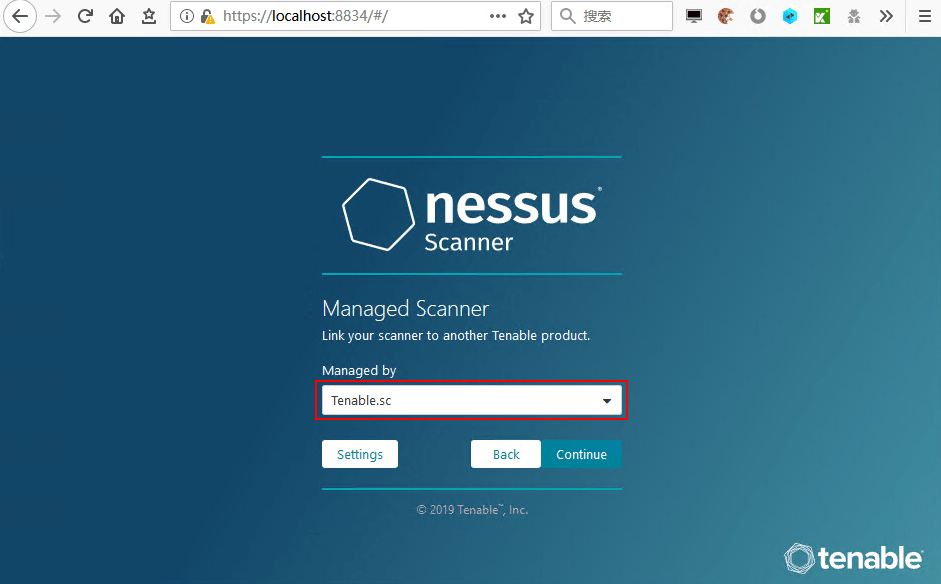 https://localhost:8834/#/
搜索
nessus®
Scanner
Managed Scanner
Link your scanner to another Tenable product.
Managed by
Tenable.sc
Settings
Back
Continue
© 2019 Tenable™, Inc.
tenable®